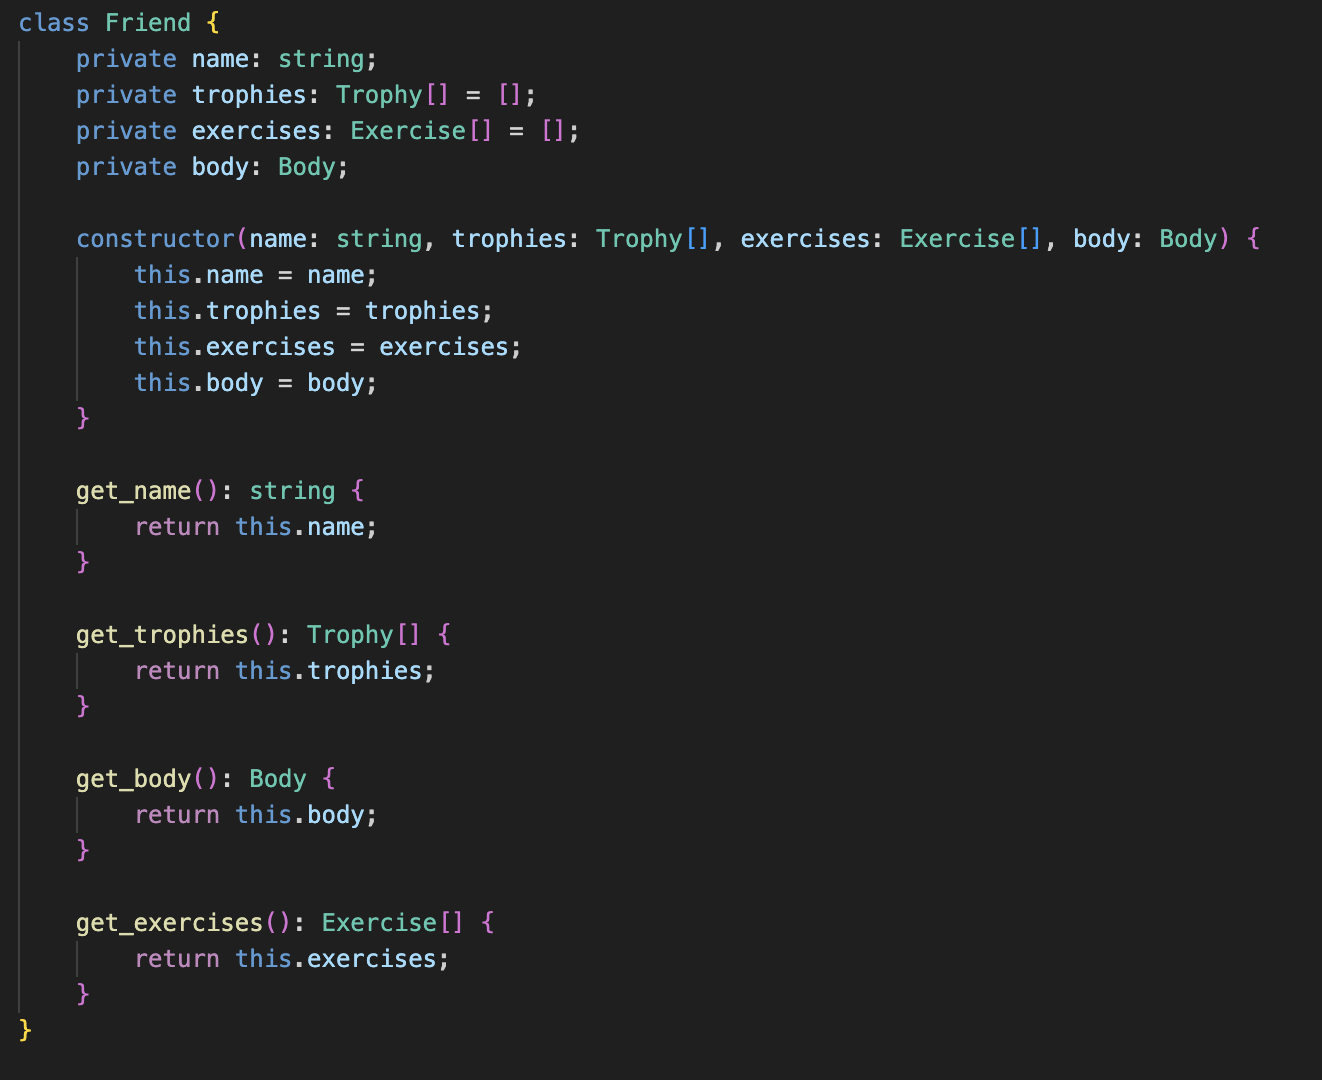 class Friend {
    private name: string;
    private trophies: Trophy[] = [];
    private exercises: Exercise[] = [];
    private body: Body;

    constructor(name: string, trophies: Trophy[], exercises: Exercise[], body: Body) {
        this.name = name;
        this.trophies = trophies;
        this.exercises = exercises;
        this.body = body;
    }

    get_name(): string {
        return this.name;
    }

    get_trophies(): Trophy[] {
        return this.trophies;
    }

    get_body(): Body {
        return this.body;
    }

    get_exercises(): Exercise[] {
        return this.exercises;
    }
}